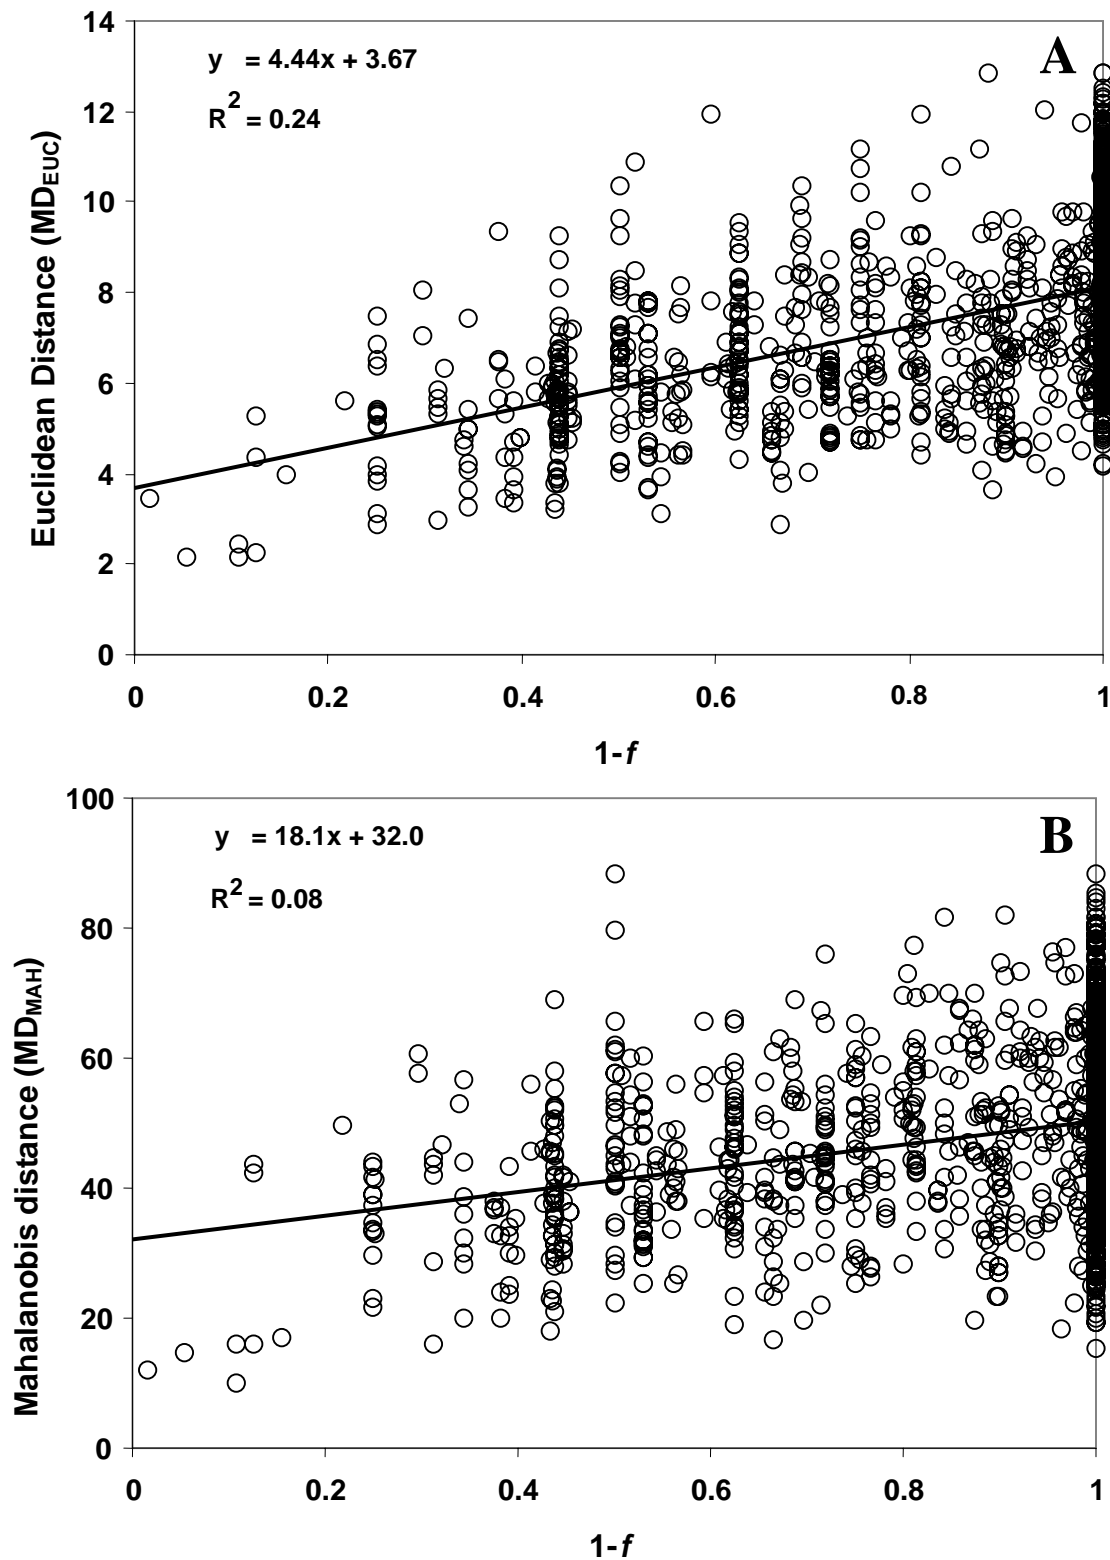 14
A
y = 4.44x + 3.67
12
R² = 0.24
10
8
6
4
2
0
Euclidean Distance (MD_EUC)
0 0.2 0.4 0.6 0.8 1
1-f
100
B
y = 18.1x + 32.0
R² = 0.08
80
60
40
20
0
Mahalanobis distance (MD_MAH)
0 0.2 0.4 0.6 0.8 1
1-f